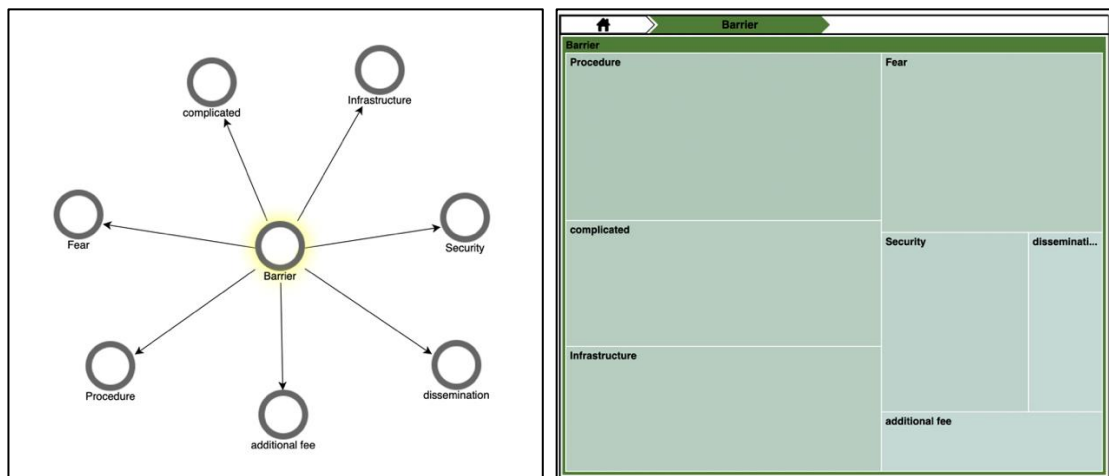 complicated
Infrastructure
Fear
Security
Barrier
Procedure
dissemination
additional fee
Barrier
Barrier
Procedure
Fear
complicated
Security
disseminati...
Infrastructure
additional fee